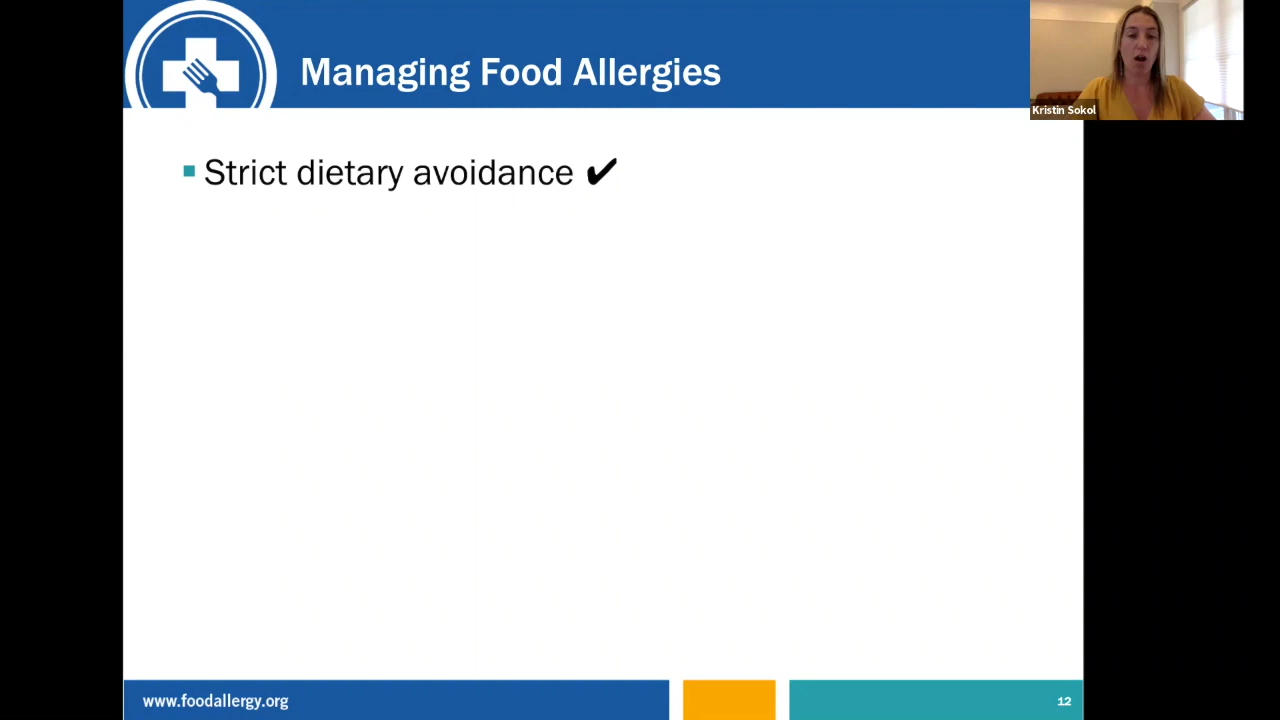 Managing Food Allergies
Kristin Sokol
Strict dietary avoidance ✔
www.foodallergy.org
12